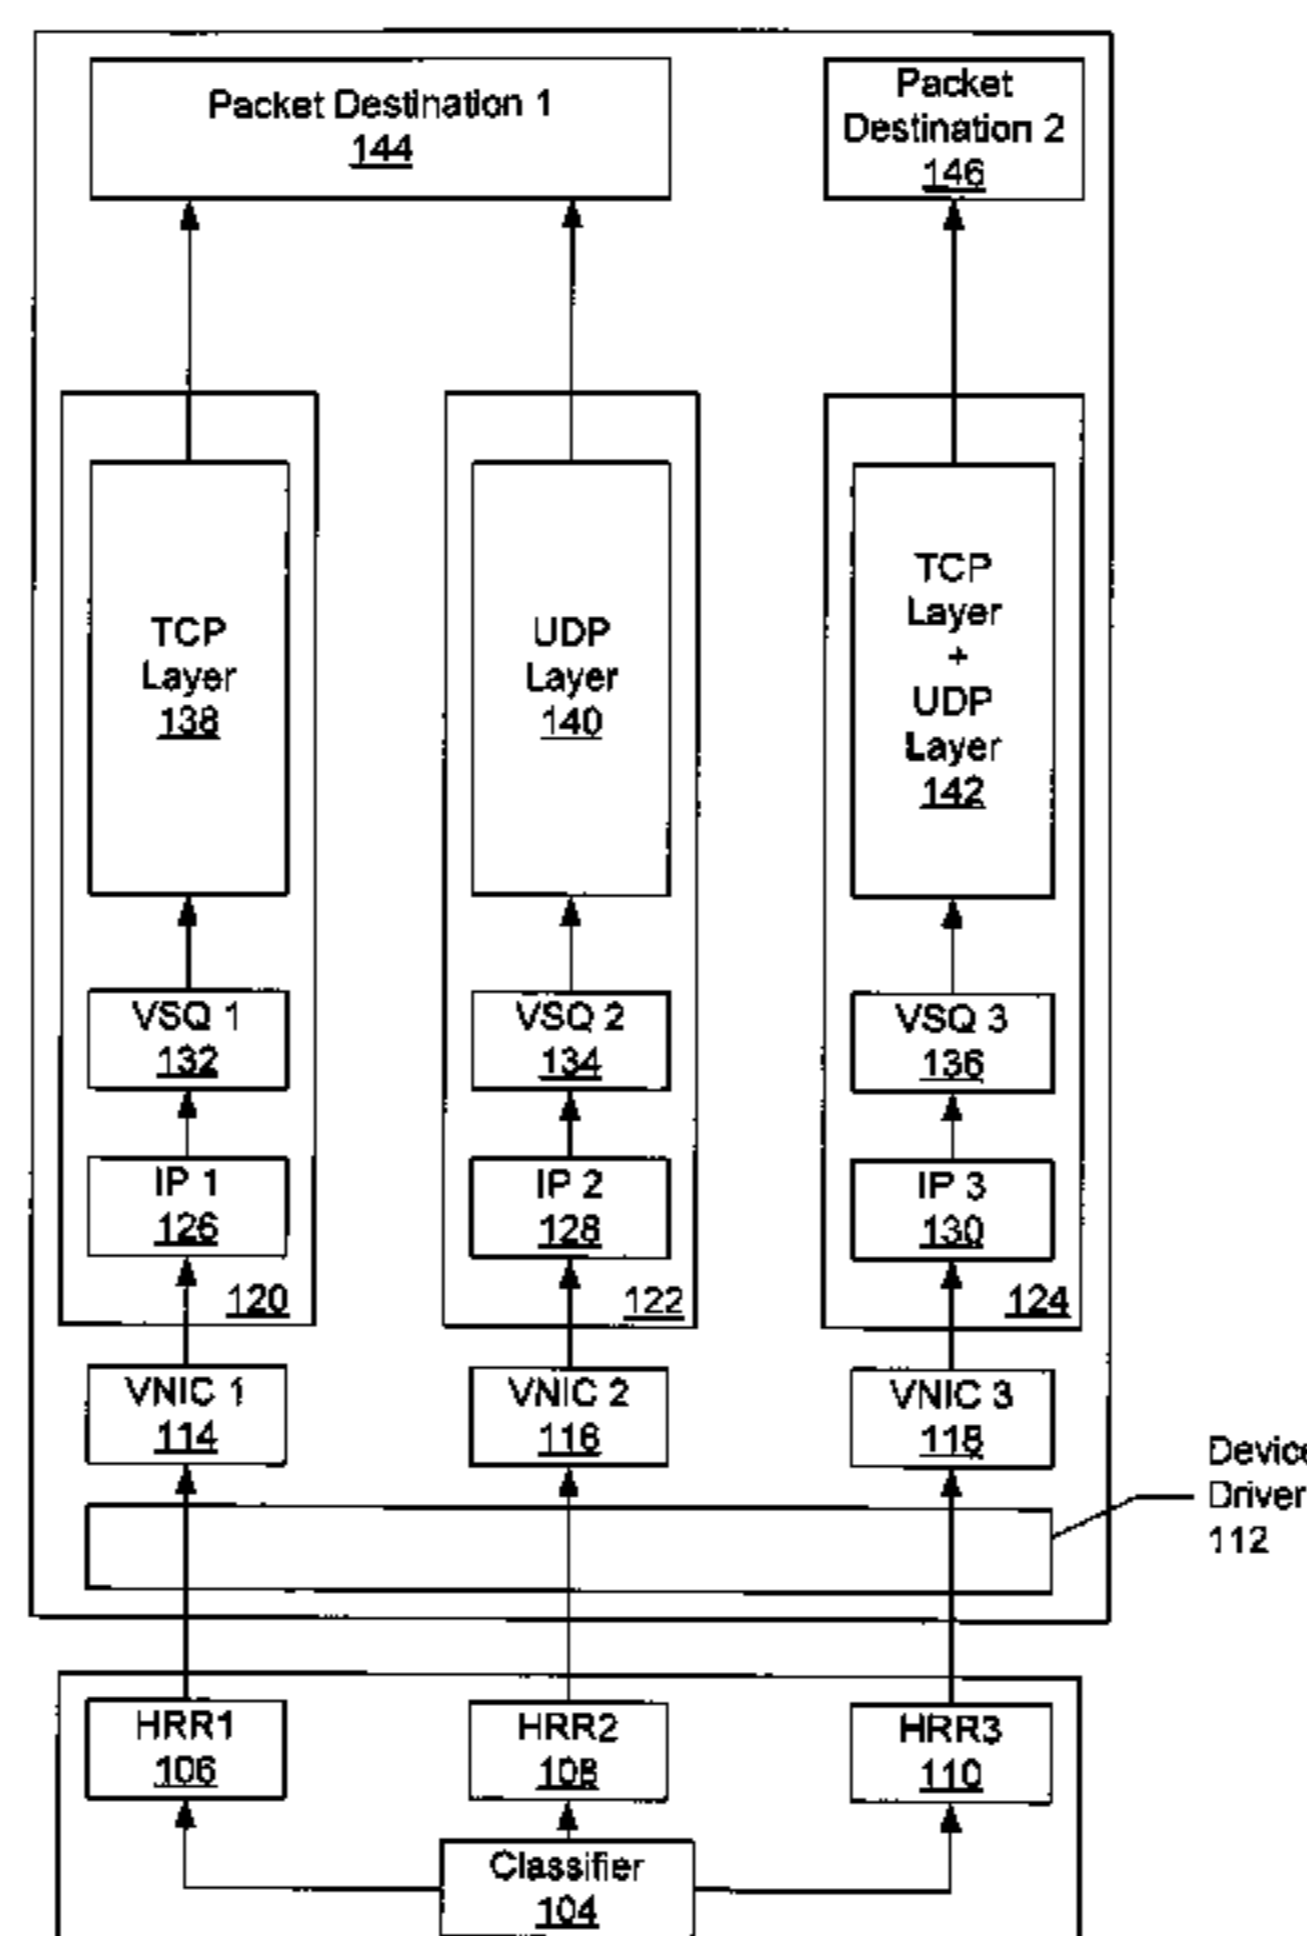 Packet Destination 1
144
Packet
Destination 2
146
TCP
Layer
138
UDP
Layer
140
TCP
Layer
+
UDP
Layer
142
VSQ 1
132
VSQ 2
134
VSQ 3
136
IP 1
126
IP 2
128
IP 3
130
120
122
124
VNIC 1
114
VNIC 2
116
VNIC 3
118
Device
Driver
112
HRR1
106
HRR2
108
HRR3
110
Classifier
104